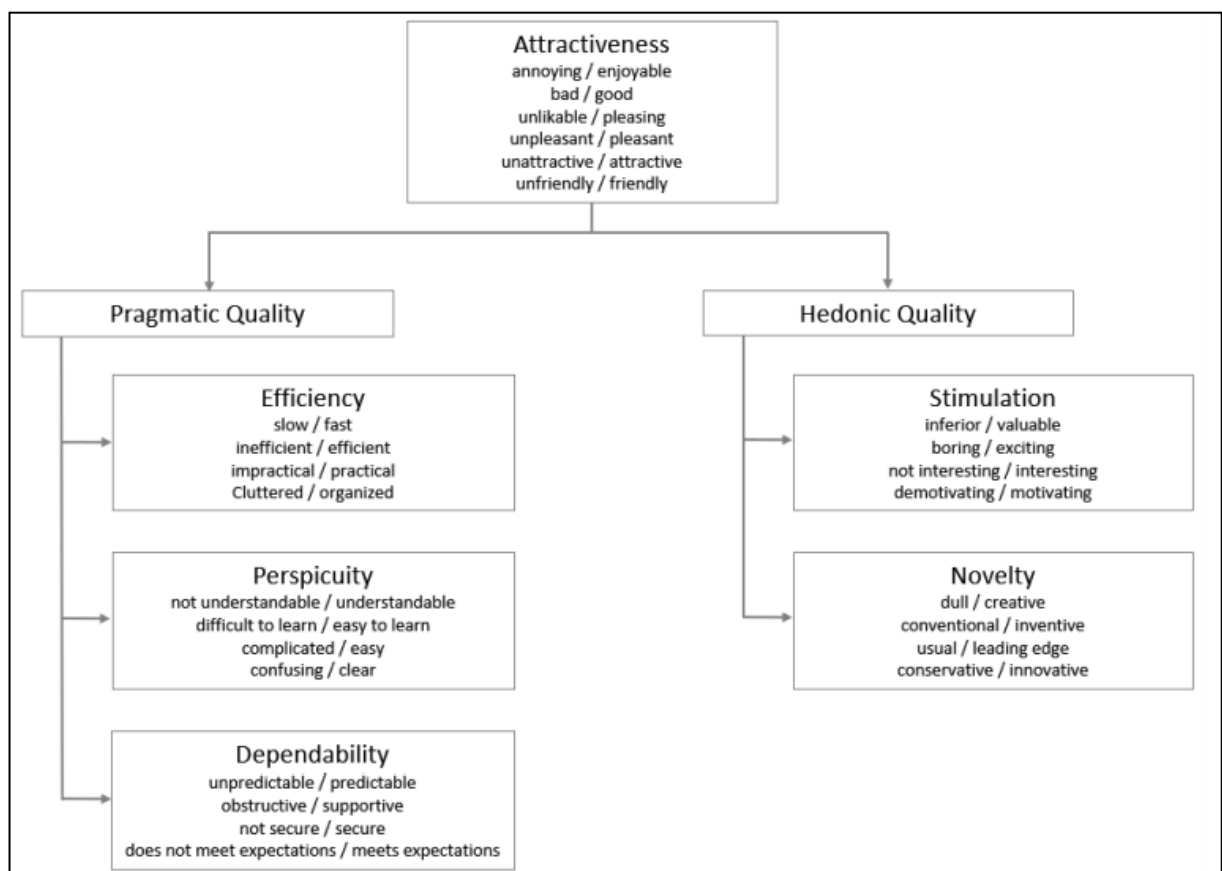 Attractiveness
annoying / enjoyable
bad / good
unlikable / pleasing
unpleasant / pleasant
unattractive / attractive
unfriendly / friendly
Pragmatic Quality
Efficiency
slow / fast
inefficient / efficient
impractical / practical
Cluttered / organized
Perspicuity
not understandable / understandable
difficult to learn / easy to learn
complicated / easy
confusing / clear
Dependability
unpredictable / predictable
obstructive / supportive
not secure / secure
does not meet expectations / meets expectations
Hedonic Quality
Stimulation
inferior / valuable
boring / exciting
not interesting / interesting
demotivating / motivating
Novelty
dull / creative
conventional / inventive
usual / leading edge
conservative / innovative